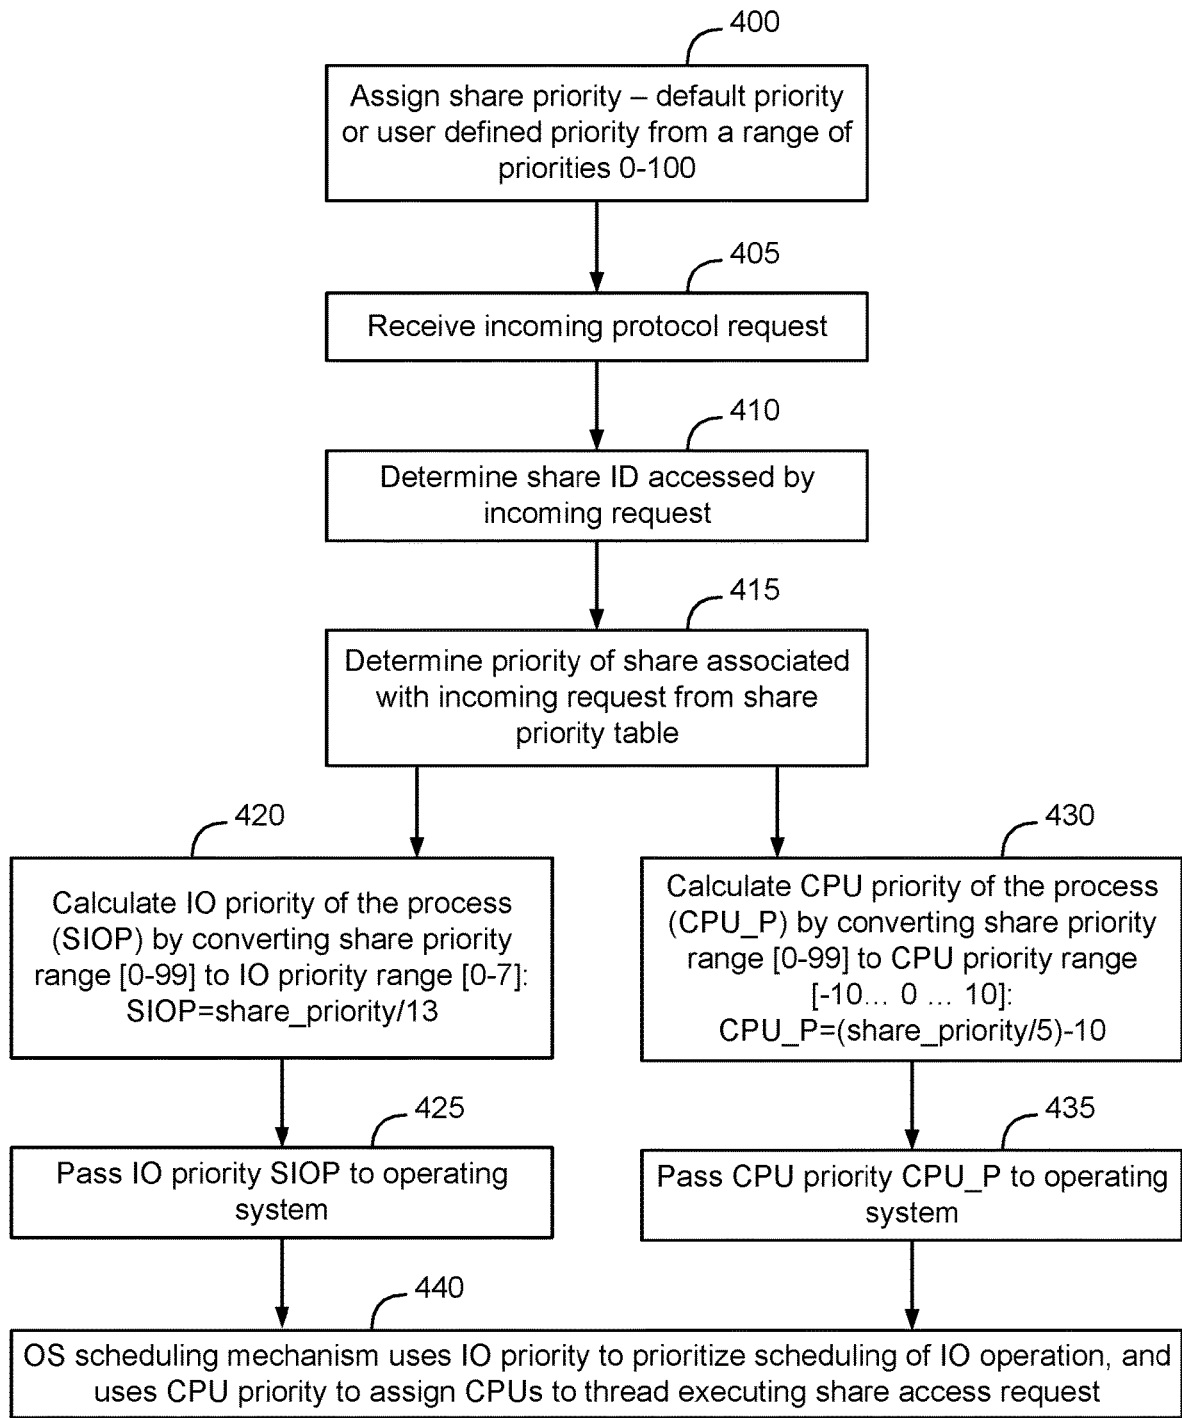 400
Assign share priority – default priority
or user defined priority from a range of
priorities 0-100
405
Receive incoming protocol request
410
Determine share ID accessed by
incoming request
415
Determine priority of share associated
with incoming request from share
priority table
420
Calculate IO priority of the process
(SIOP) by converting share priority
range [0-99] to IO priority range [0-7]:
SIOP=share_priority/13
430
Calculate CPU priority of the process
(CPU_P) by converting share priority
range [0-99] to CPU priority range
[-10... 0 ... 10]:
CPU_P=(share_priority/5)-10
425
Pass IO priority SIOP to operating
system
435
Pass CPU priority CPU_P to operating
system
440
OS scheduling mechanism uses IO priority to prioritize scheduling of IO operation, and
uses CPU priority to assign CPUs to thread executing share access request